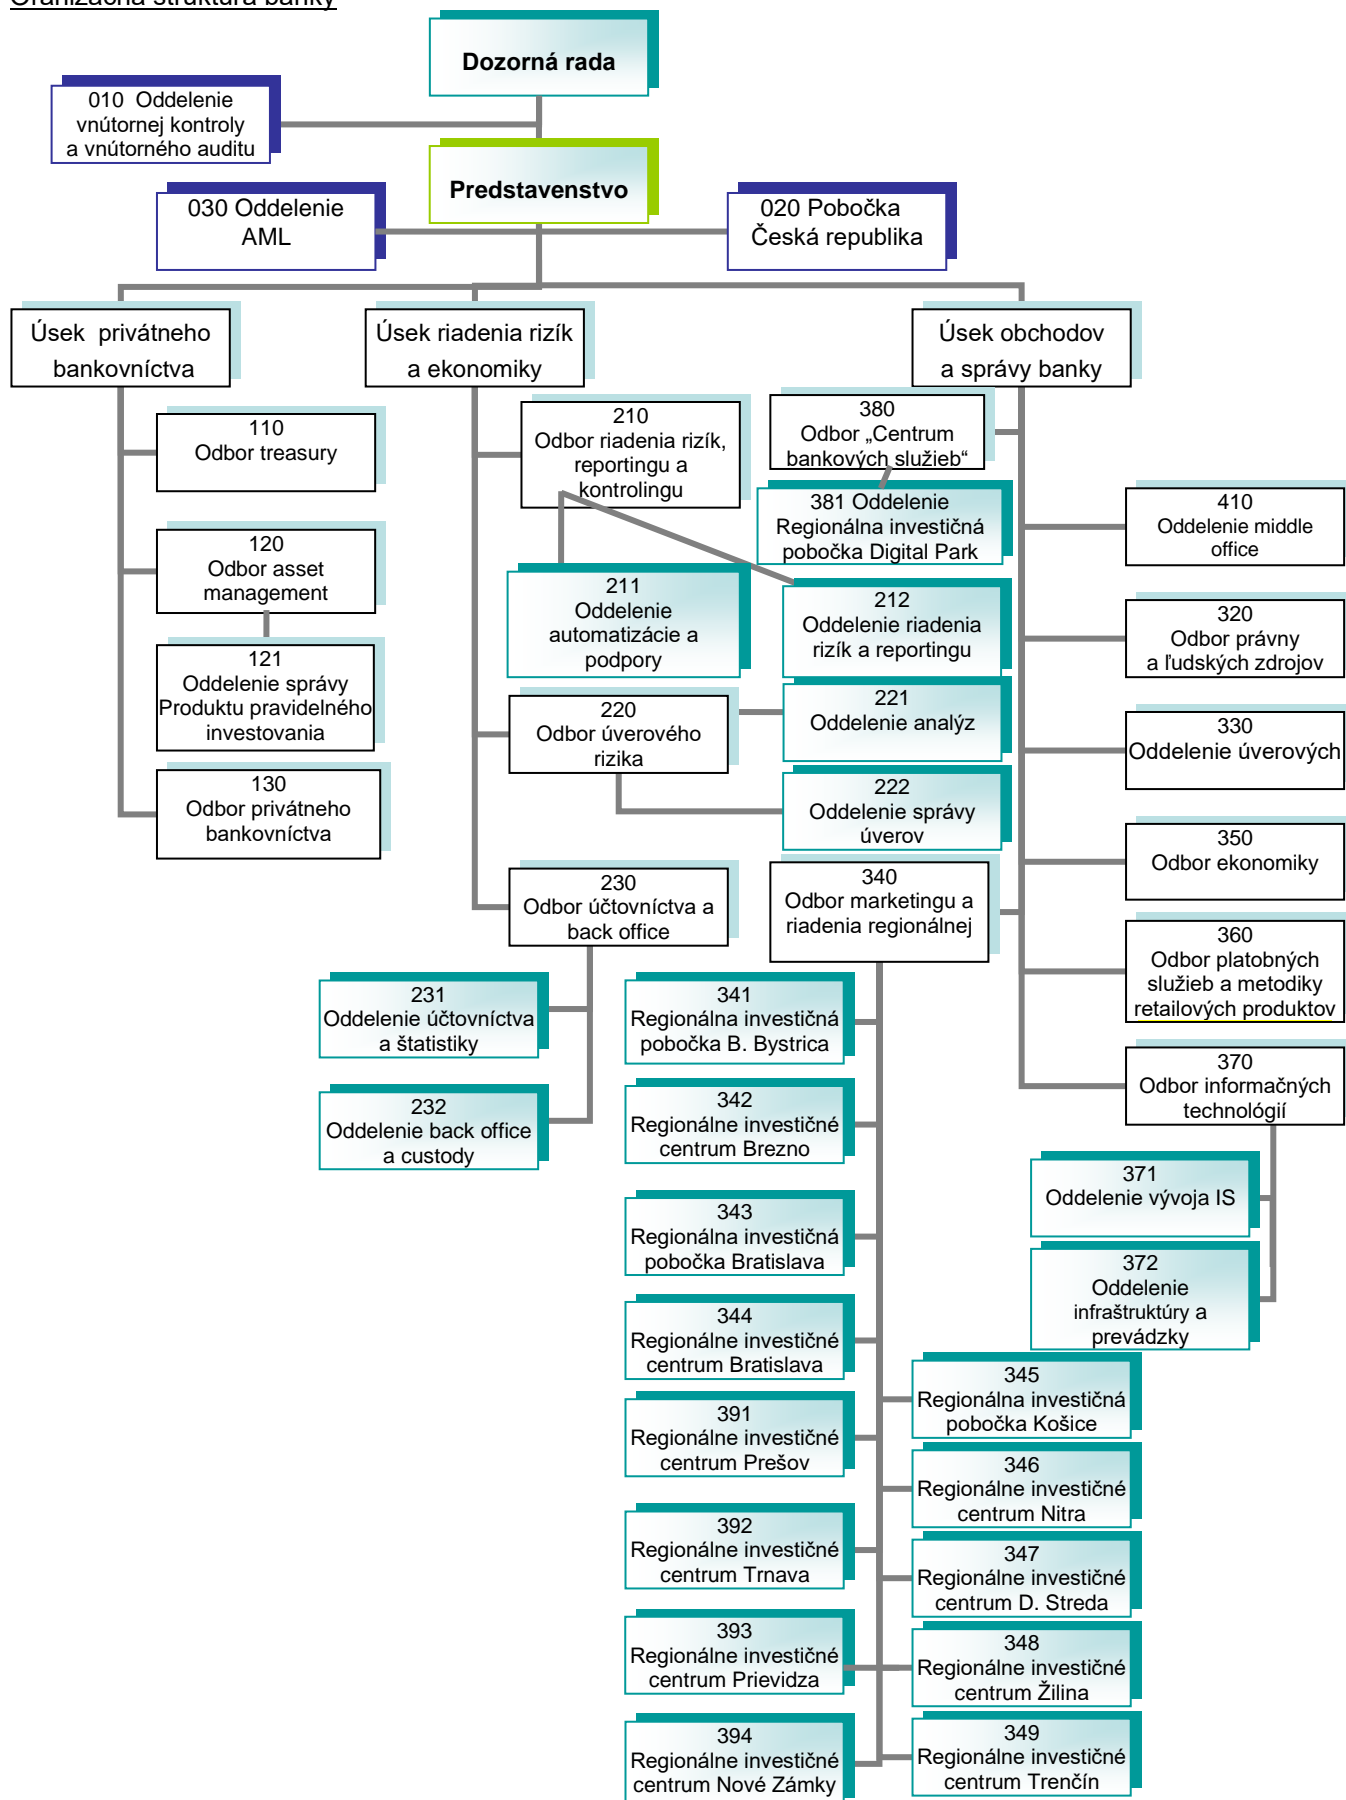 Oranizačná štruktúra banky
Dozorná rada
010 Oddelenie
vnútornej kontroly
a vnútorného auditu
Predstavenstvo
030 Oddelenie
AML
020 Pobočka
Česká republika
Úsek privátneho
bankovníctva
Úsek riadenia rizík
a ekonomiky
Úsek obchodov
a správy banky
110
Odbor treasury
120
Odbor asset
management
121
Oddelenie správy
Produktu pravidelného
investovania
130
Odbor privátneho
bankovníctva
210
Odbor riadenia rizík,
reportingu a
kontrolingu
211
Oddelenie
automatizácie a
podpory
212
Oddelenie riadenia
rizík a reportingu
220
Odbor úverového
rizika
221
Oddelenie analýz
222
Oddelenie správy
úverov
230
Odbor účtovníctva a
back office
231
Oddelenie účtovníctva
a štatistiky
232
Oddelenie back office
a custody
380
Odbor „Centrum
bankových služieb“
381 Oddelenie
Regionálna investičná
pobočka Digital Park
410
Oddelenie middle
office
320
Odbor právny
a ľudských zdrojov
330
Oddelenie úverových
350
Odbor ekonomiky
340
Odbor marketingu a
riadenia regionálnej
360
Odbor platobných
služieb a metodiky
retailových produktov
370
Odbor informačných
technológií
371
Oddelenie vývoja IS
372
Oddelenie
infraštruktúry a
prevádzky
341
Regionálna investičná
pobočka B. Bystrica
342
Regionálne investičné
centrum Brezno
343
Regionálna investičná
pobočka Bratislava
344
Regionálne investičné
centrum Bratislava
391
Regionálne investičné
centrum Prešov
392
Regionálne investičné
centrum Trnava
393
Regionálne investičné
centrum Prievidza
394
Regionálne investičné
centrum Nové Zámky
345
Regionálna investičná
pobočka Košice
346
Regionálne investičné
centrum Nitra
347
Regionálne investičné
centrum D. Streda
348
Regionálne investičné
centrum Žilina
349
Regionálne investičné
centrum Trenčín